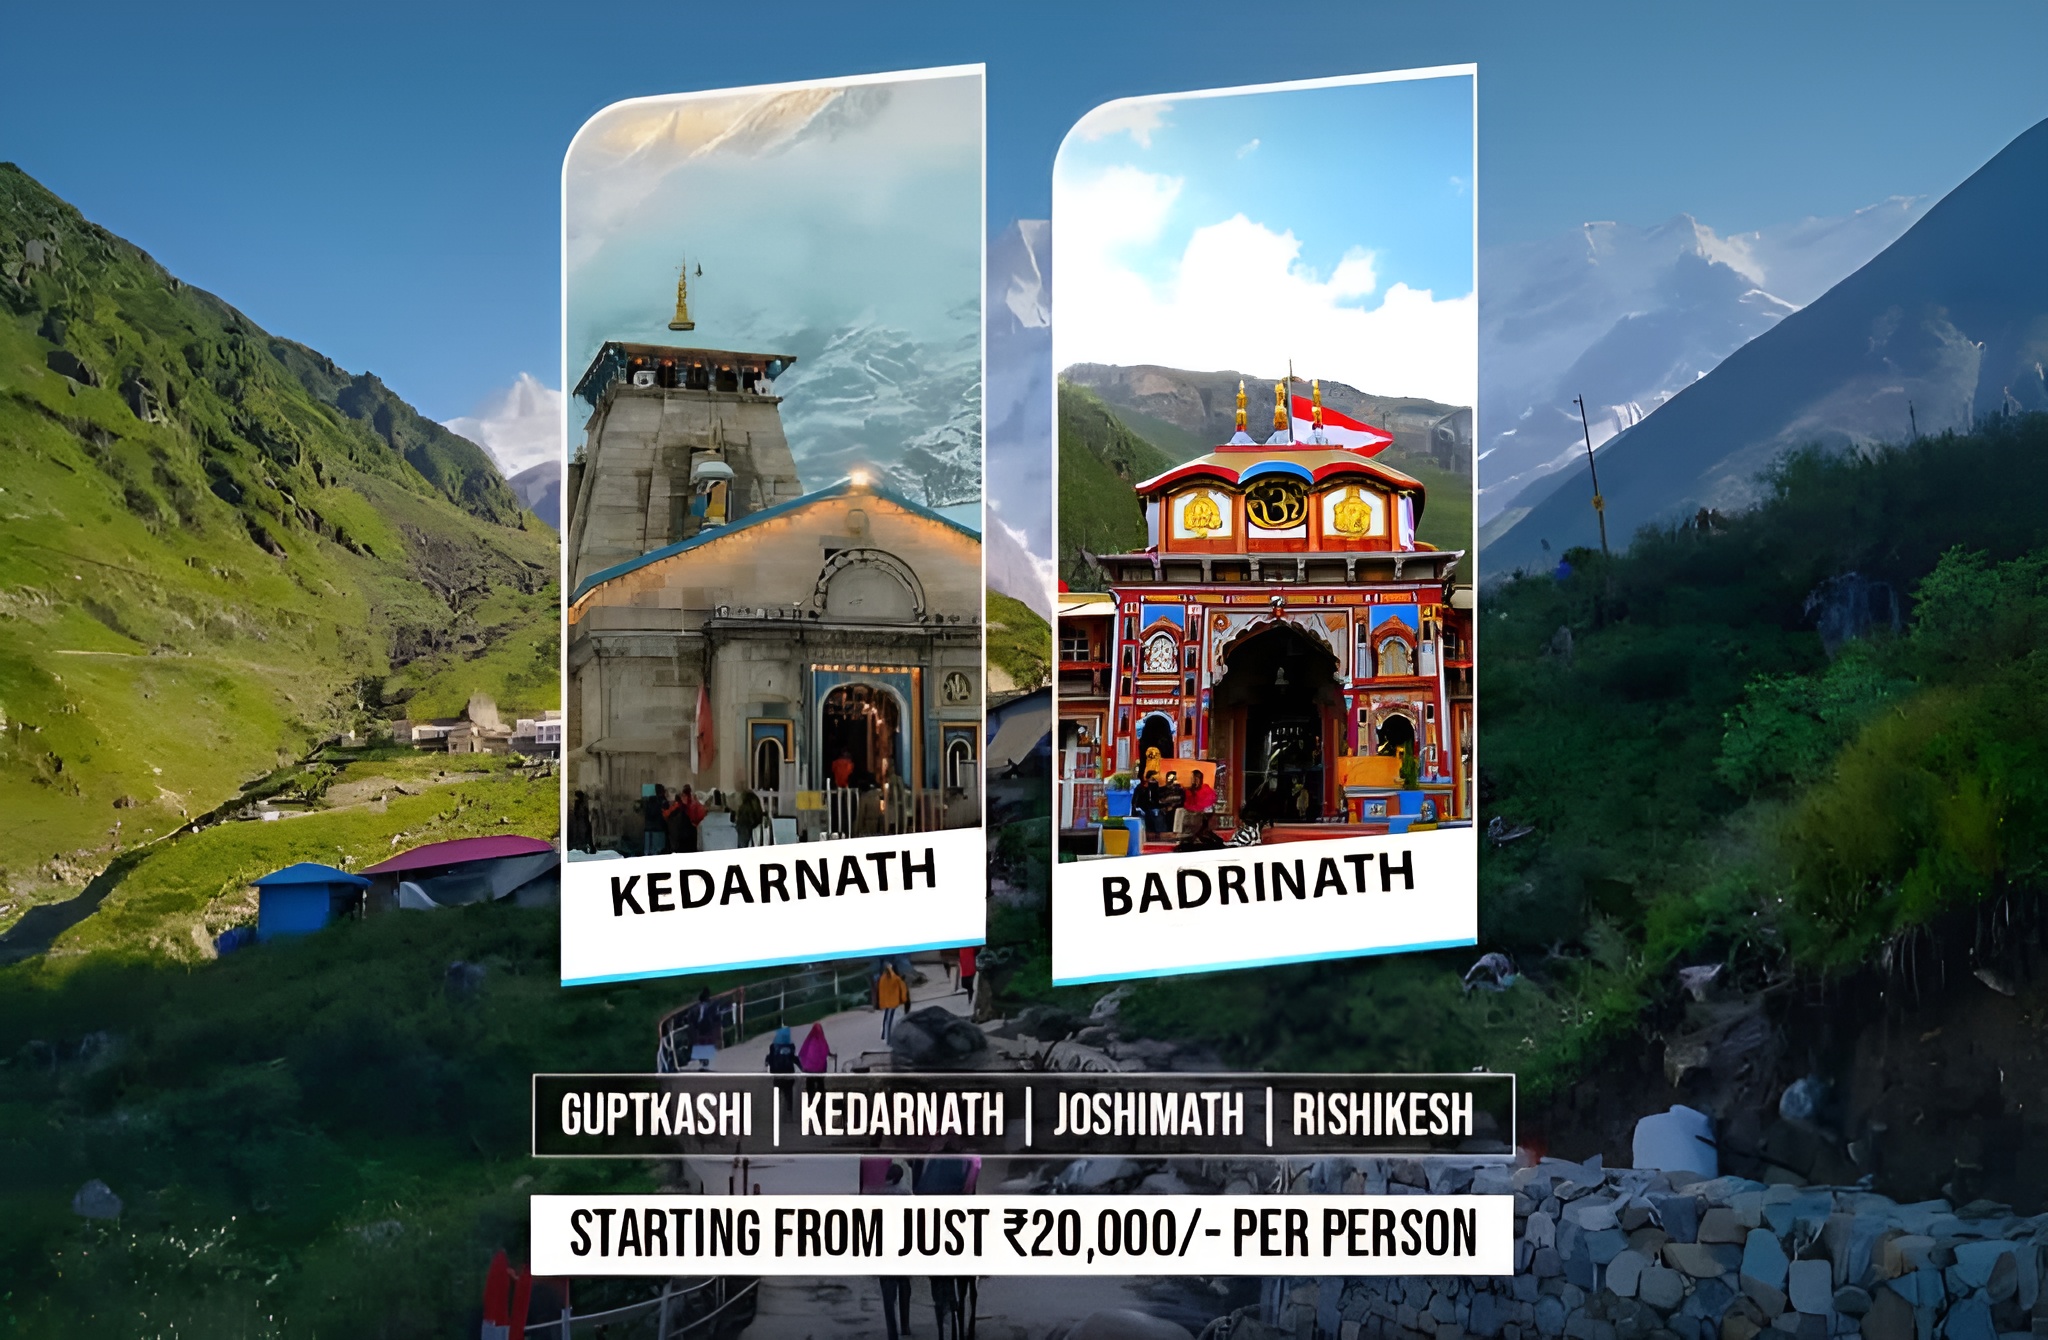 KEDARNATH
BADRINATH
GUPTKASHI | KEDARNATH | JOSHIMATH | RISHIKESH
STARTING FROM JUST ₹20,000/- PER PERSON